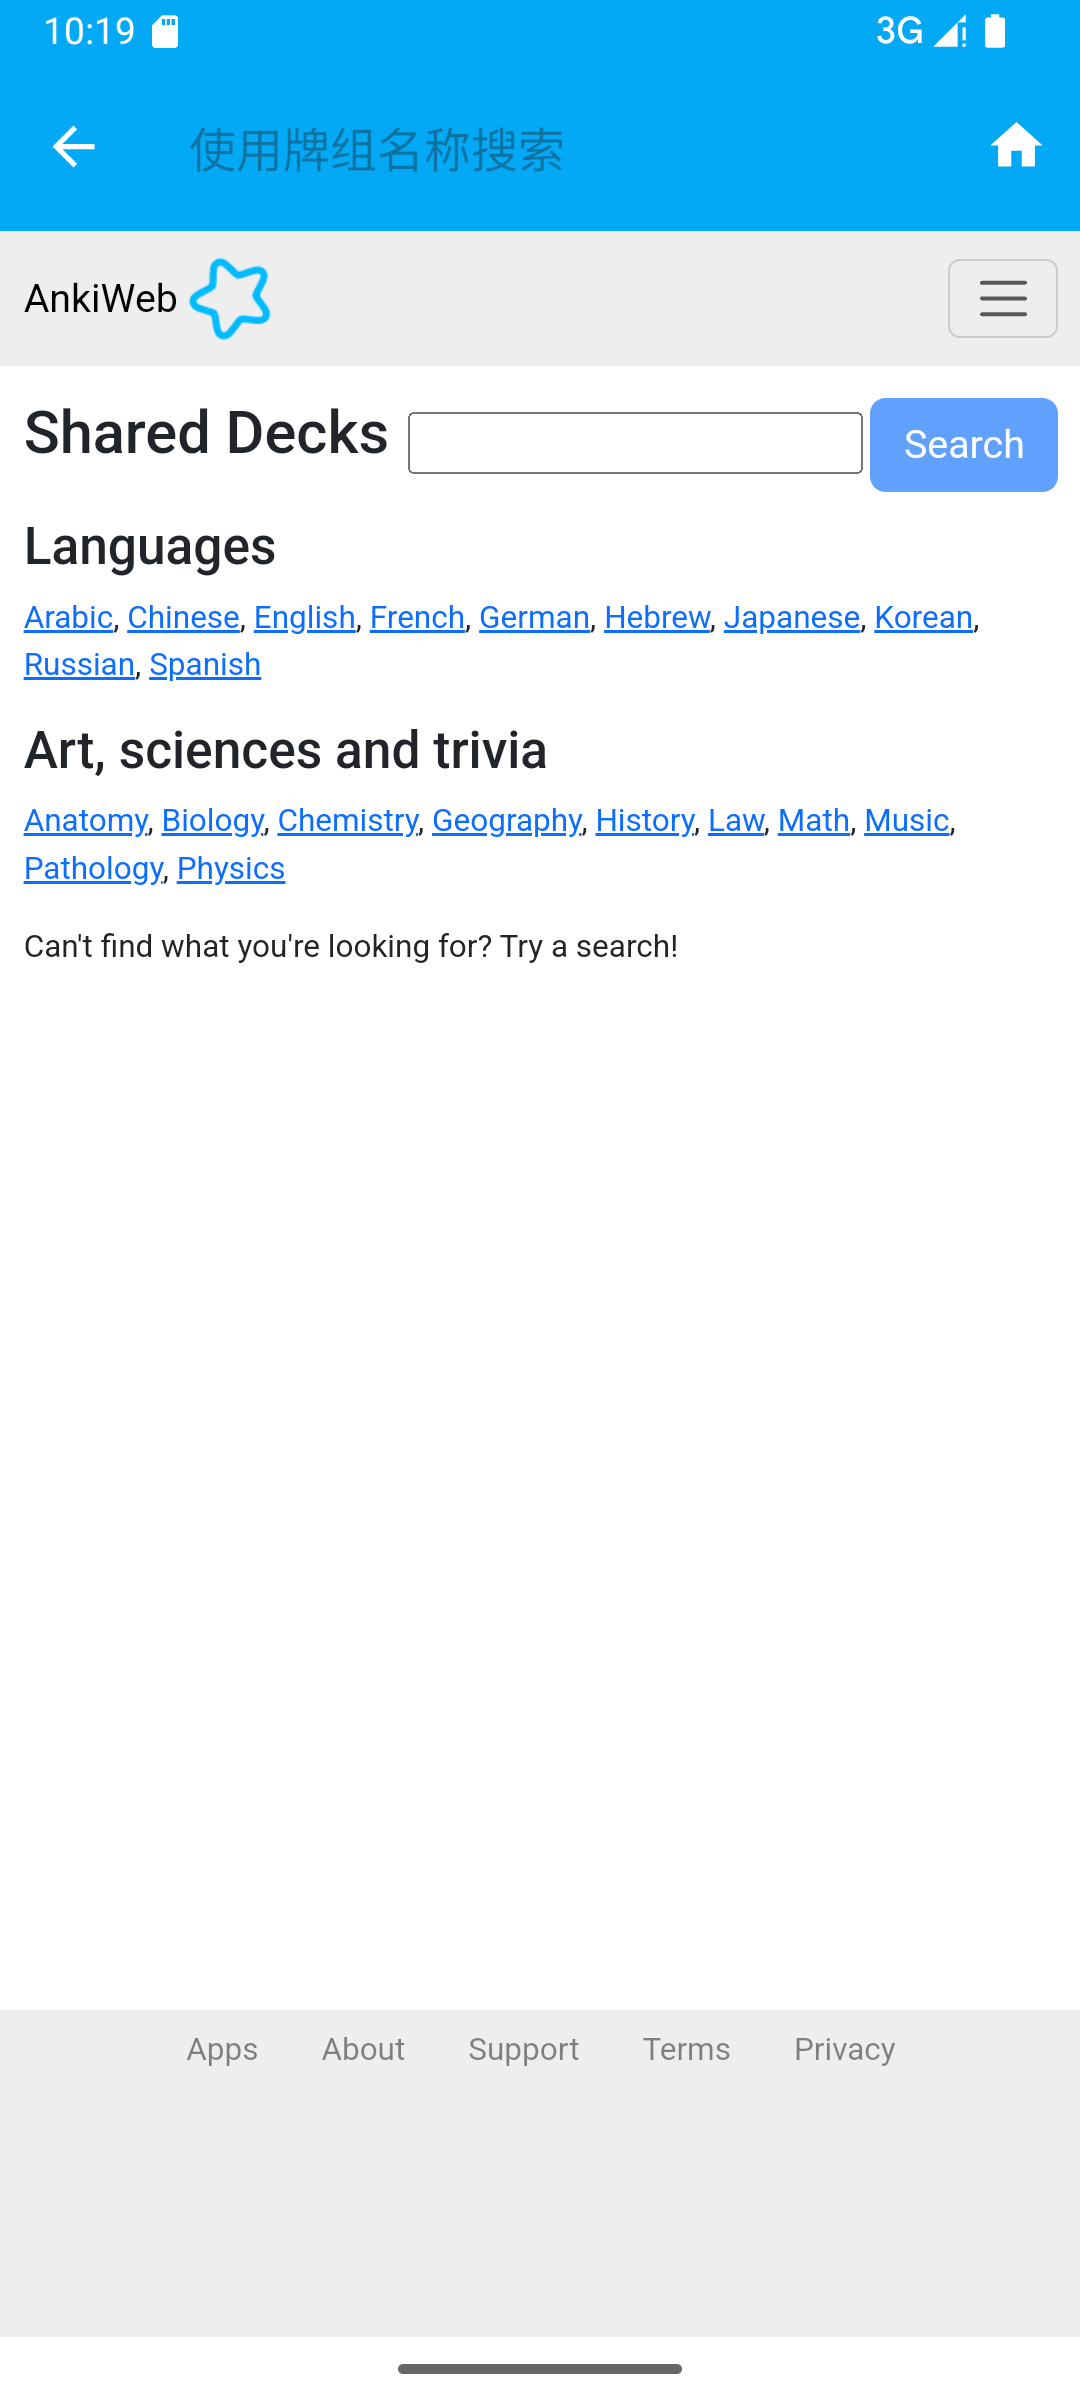 10:19
3G
使用牌组名称搜索
AnkiWeb
Shared Decks
Search
Languages
Arabic, Chinese, English, French, German, Hebrew, Japanese, Korean,
Russian, Spanish
Art, sciences and trivia
Anatomy, Biology, Chemistry, Geography, History, Law, Math, Music,
Pathology, Physics
Can't find what you're looking for? Try a search!
Apps About Support Terms Privacy